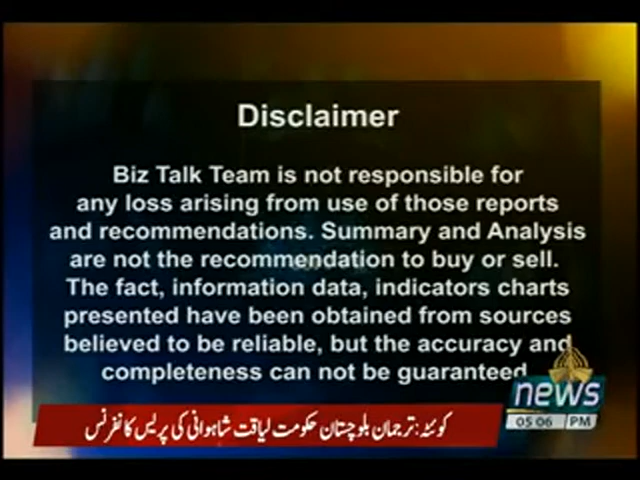 Disclaimer
Biz Talk Team is not responsible for
any loss arising from use of those reports
and recommendations. Summary and Analysis
are not the recommendation to buy or sell.
The fact, information data, indicators charts
presented have been obtained from sources
believed to be reliable, but the accuracy and
completeness can not be guaranteed
news
کوئٹہ: ترجمان بلوچستان حکومت لیاقت شاہوانی کی پریس کانفرنس
05:06 PM